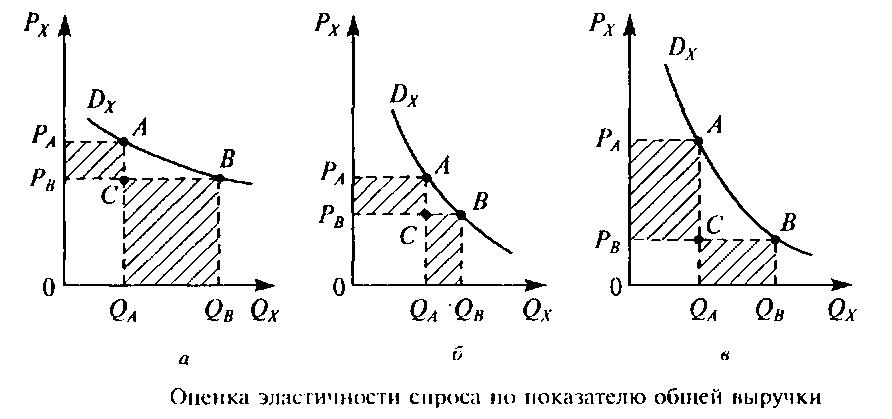 P_X P_X P_X
D_X D_X D_X
A A A
P_A P_A P_A
B B B
P_B P_B P_B
C C C
0 0 0
Q_A Q_B Q_X Q_A Q_B Q_X Q_A Q_B Q_X
а б в
Оценка эластичности спроса по показателю общей выручки